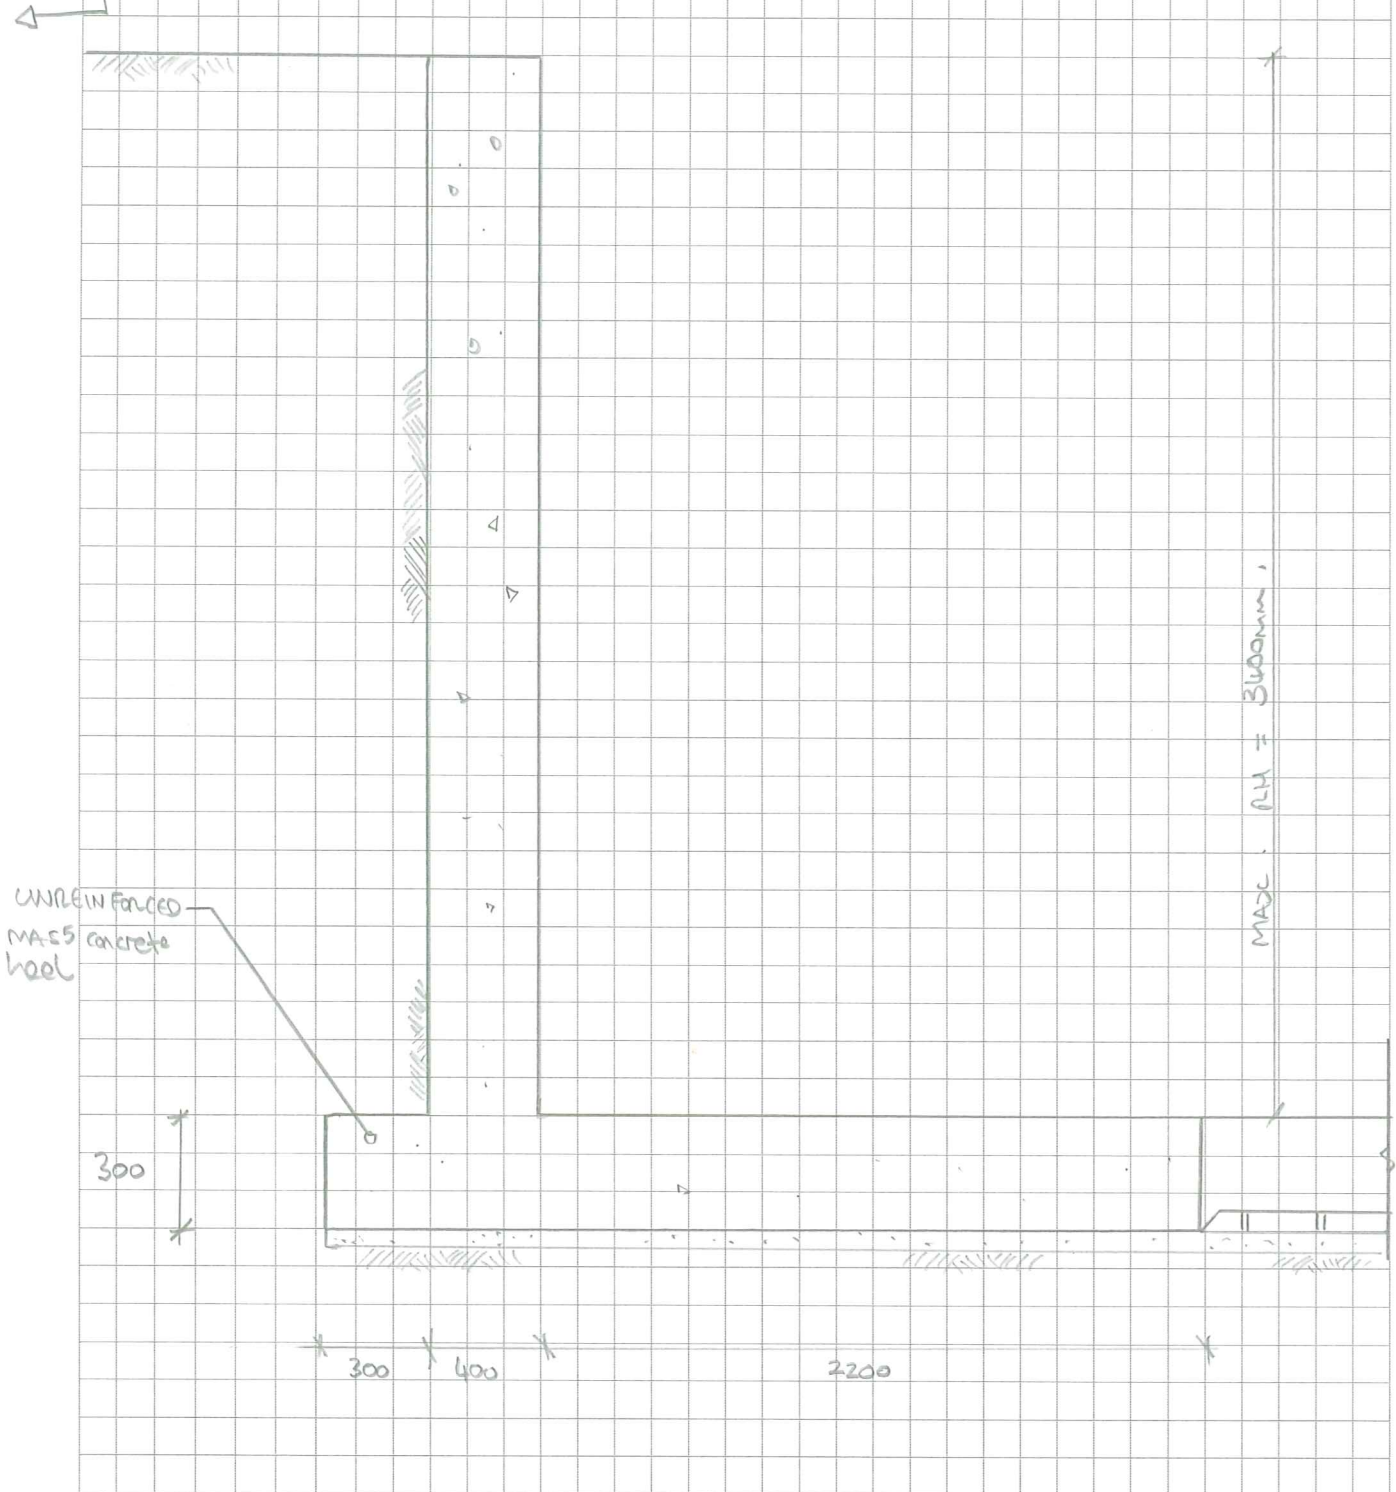 MAX. RH = 3400mm.
UNREINFORCED
MASS concrete
heel
300
300
400
2200